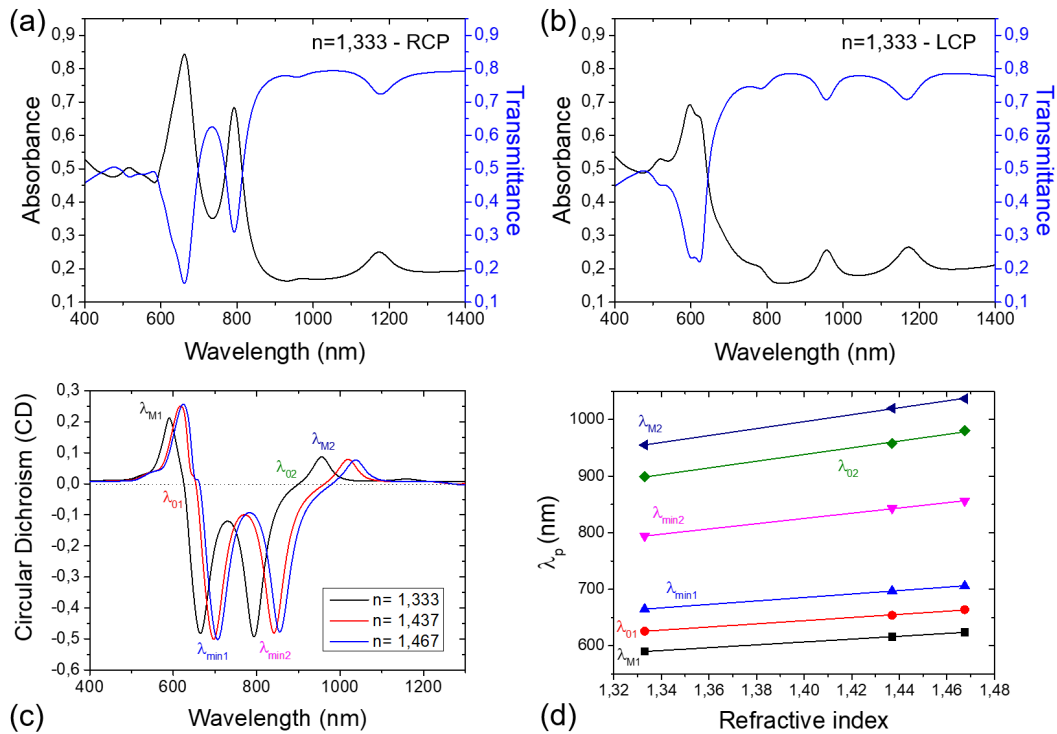 (a)
n=1,333 - RCP
0,9
0,8
0,7
0,6
0,5
0,4
0,3
0,2
0,1
Absorbance
0,9
0,8
0,7
0,6
0,5
0,4
0,3
0,2
0,1
0,0
Transmittance
400 600 800 1000 1200 1400
Wavelength (nm)
(b)
n=1,333 - LCP
0,9
0,8
0,7
0,6
0,5
0,4
0,3
0,2
0,1
Absorbance
0,9
0,8
0,7
0,6
0,5
0,4
0,3
0,2
0,1
0,0
Transmittance
400 600 800 1000 1200 1400
Wavelength (nm)
(c)
0,3
0,2
0,1
0,0
-0,1
-0,2
-0,3
-0,4
-0,5
-0,6
Circular Dichroism (CD)
λM1
λ01
λ02
λM2
λmin1
λmin2
n= 1,333
n= 1,437
n= 1,467
400 600 800 1000 1200
Wavelength (nm)
(d)
1000
900
800
700
600
λp (nm)
λM2
λ02
λmin2
λmin1
λ01
λM1
1,32 1,34 1,36 1,38 1,40 1,42 1,44 1,46 1,48
Refractive index